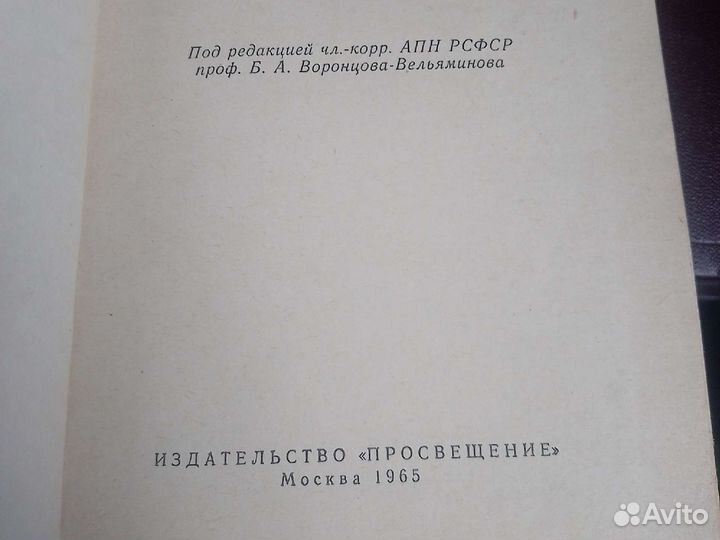 Под редакцией чл.-корр. АПН РСФСР
проф. Б. А. Воронцова-Вельяминова
ИЗДАТЕЛЬСТВО «ПРОСВЕЩЕНИЕ»
Москва 1965
Avito